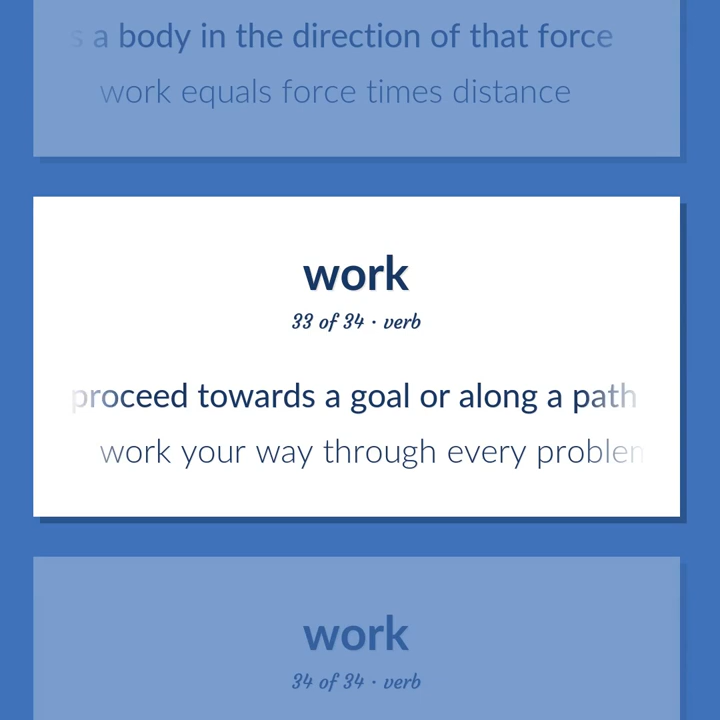 s a body in the direction of that force
work equals force times distance
work
33 of 34 · verb
proceed towards a goal or along a path
work your way through every problem
work
34 of 34 · verb